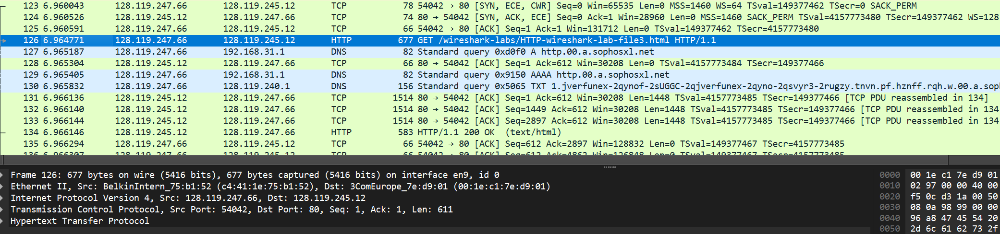 123 6.960043 128.119.247.66 128.119.245.12 TCP 78 54042 → 80 [SYN, ECE, CWR] Seq=0 Win=65535 Len=0 MSS=1460 WS=64 TSval=149377462 TSecr=0 SACK_PERM
124 6.960526 128.119.245.12 128.119.247.66 TCP 74 80 → 54042 [SYN, ACK, ECE] Seq=0 Ack=1 Win=28960 Len=0 MSS=1460 SACK_PERM TSval=4157773480 TSecr=149377462 WS=128
125 6.960591 128.119.247.66 128.119.245.12 TCP 66 54042 → 80 [ACK] Seq=1 Ack=1 Win=131712 Len=0 TSval=149377462 TSecr=4157773480
126 6.964771 128.119.247.66 128.119.245.12 HTTP 677 GET /wireshark-labs/HTTP-wireshark-lab-file3.html HTTP/1.1
127 6.965187 128.119.247.66 192.168.31.1 DNS 82 Standard query 0xd0f0 A http.00.a.sophosxl.net
128 6.965304 128.119.245.12 128.119.247.66 TCP 66 80 → 54042 [ACK] Seq=1 Ack=612 Win=30208 Len=0 TSval=4157773484 TSecr=149377466
129 6.965405 128.119.247.66 192.168.31.1 DNS 82 Standard query 0x9150 AAAA http.00.a.sophosxl.net
130 6.965832 128.119.247.66 128.119.240.1 DNS 156 Standard query 0x5065 TXT 1.jverfunex-2qynof-2sUGGC-2qjverfunex-2qyno-2qsvyr3-2rugzy.tnvn.pf.hznff.rqh.w.00.a.sop
131 6.966136 128.119.245.12 128.119.247.66 TCP 1514 80 → 54042 [ACK] Seq=1 Ack=612 Win=30208 Len=1448 TSval=4157773485 TSecr=149377466 [TCP PDU reassembled in 134]
132 6.966140 128.119.245.12 128.119.247.66 TCP 1514 80 → 54042 [ACK] Seq=1449 Ack=612 Win=30208 Len=1448 TSval=4157773485 TSecr=149377466 [TCP PDU reassembled in 134
133 6.966144 128.119.245.12 128.119.247.66 TCP 1514 80 → 54042 [ACK] Seq=2897 Ack=612 Win=30208 Len=1448 TSval=4157773485 TSecr=149377466 [TCP PDU reassembled in 134
134 6.966146 128.119.245.12 128.119.247.66 HTTP 583 HTTP/1.1 200 OK (text/html)
135 6.966294 128.119.247.66 128.119.245.12 TCP 66 54042 → 80 [ACK] Seq=612 Ack=2897 Win=128832 Len=0 TSval=149377467 TSecr=4157773485
136 6.966307 128.119.247.66 128.119.245.12 TCP 66 54042 → 80 [ACK] Seq=612 Ack=4862 Win=126848 Len=0 TSval=149377467 TSecr=4157773485
Frame 126: 677 bytes on wire (5416 bits), 677 bytes captured (5416 bits) on interface en9, id 0
Ethernet II, Src: BelkinIntern_75:b1:52 (c4:41:1e:75:b1:52), Dst: 3ComEurope_7e:d9:01 (00:1e:c1:7e:d9:01)
Internet Protocol Version 4, Src: 128.119.247.66, Dst: 128.119.245.12
Transmission Control Protocol, Src Port: 54042, Dst Port: 80, Seq: 1, Ack: 1, Len: 611
Hypertext Transfer Protocol
0000 00 1e c1 7e d9 01
0010 02 97 00 00 40 00
0020 f5 0c d3 1a 00 50
0030 08 0a 98 99 00 00
0040 96 a8 47 45 54 20
0050 2d 6c 61 62 73 2f